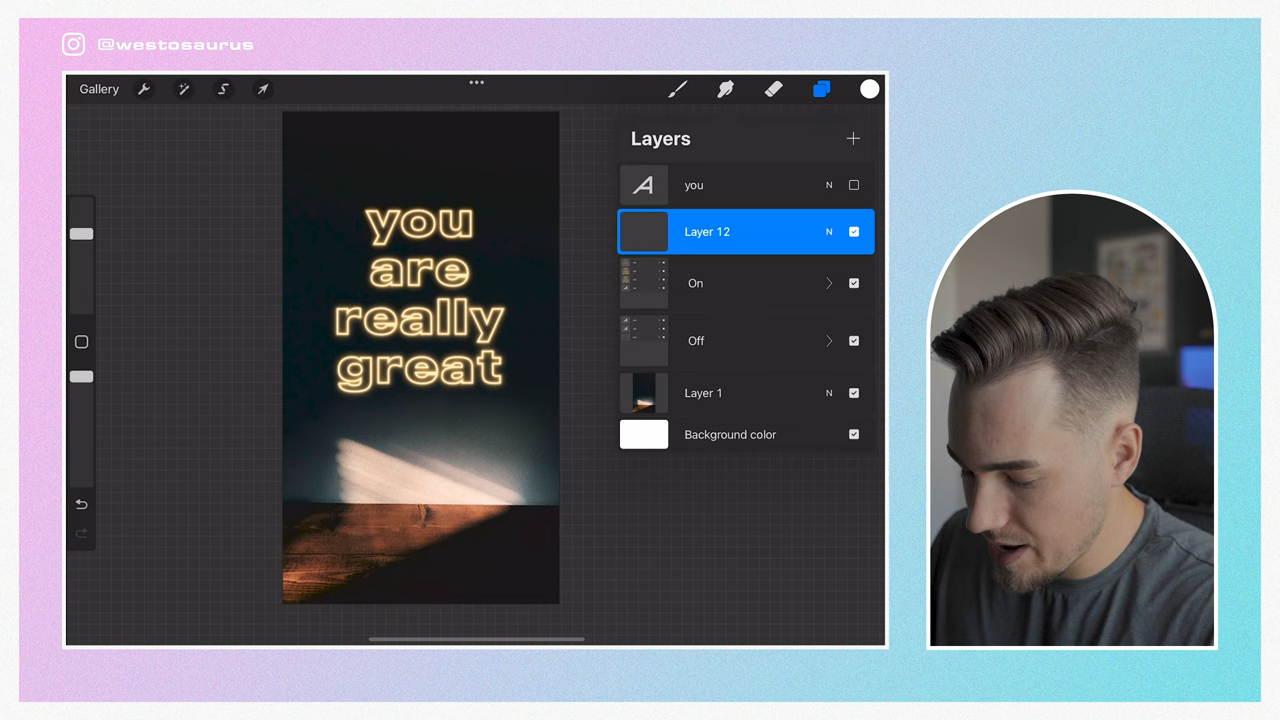 @westosaurus
Gallery
Layers
you N
Layer 12 N
On
Off
Layer 1 N
Background color
you
are
really
great